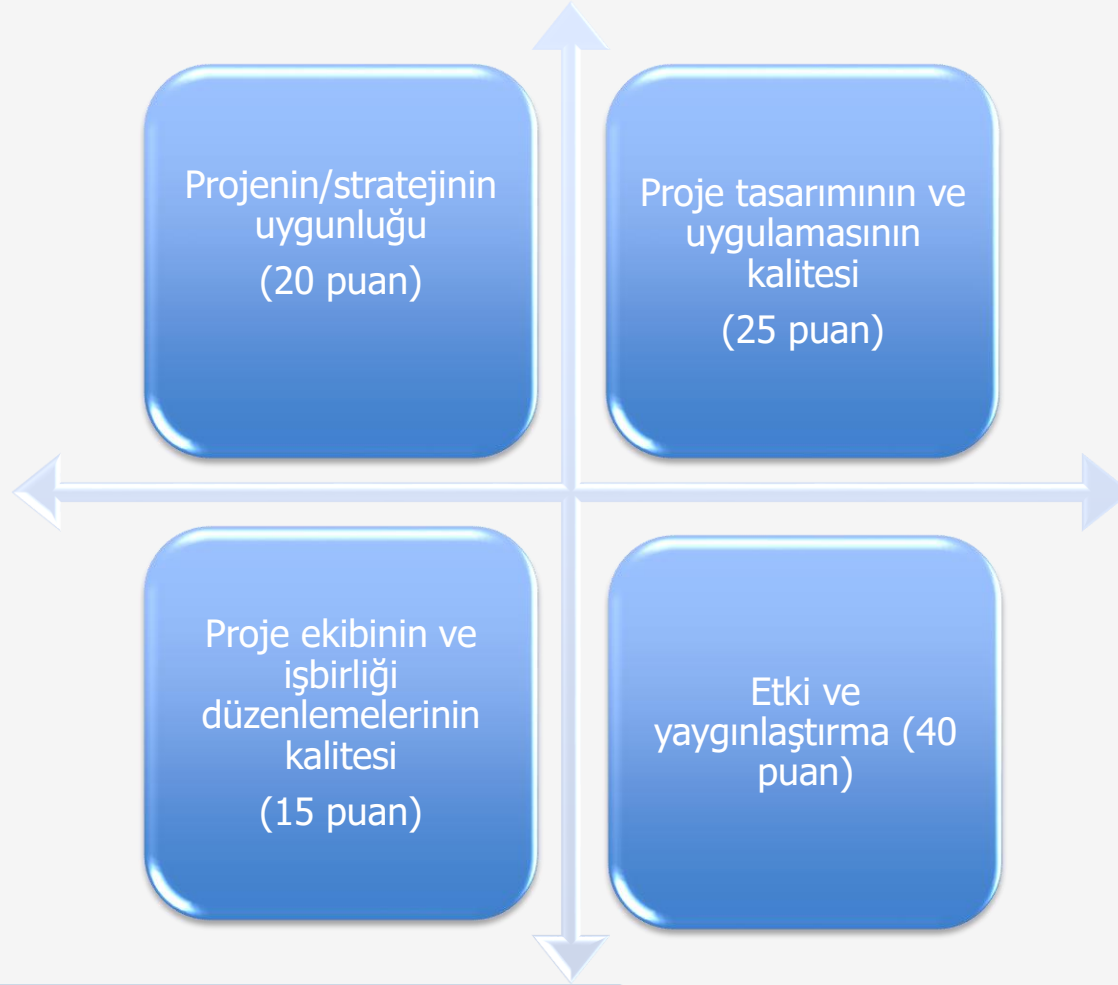 Projenin/stratejinin
uygunluğu
(20 puan)
Proje tasarımının ve
uygulamasının
kalitesi
(25 puan)
Proje ekibinin ve
işbirliği
düzenlemelerinin
kalitesi
(15 puan)
Etki ve
yaygınlaştırma (40
puan)